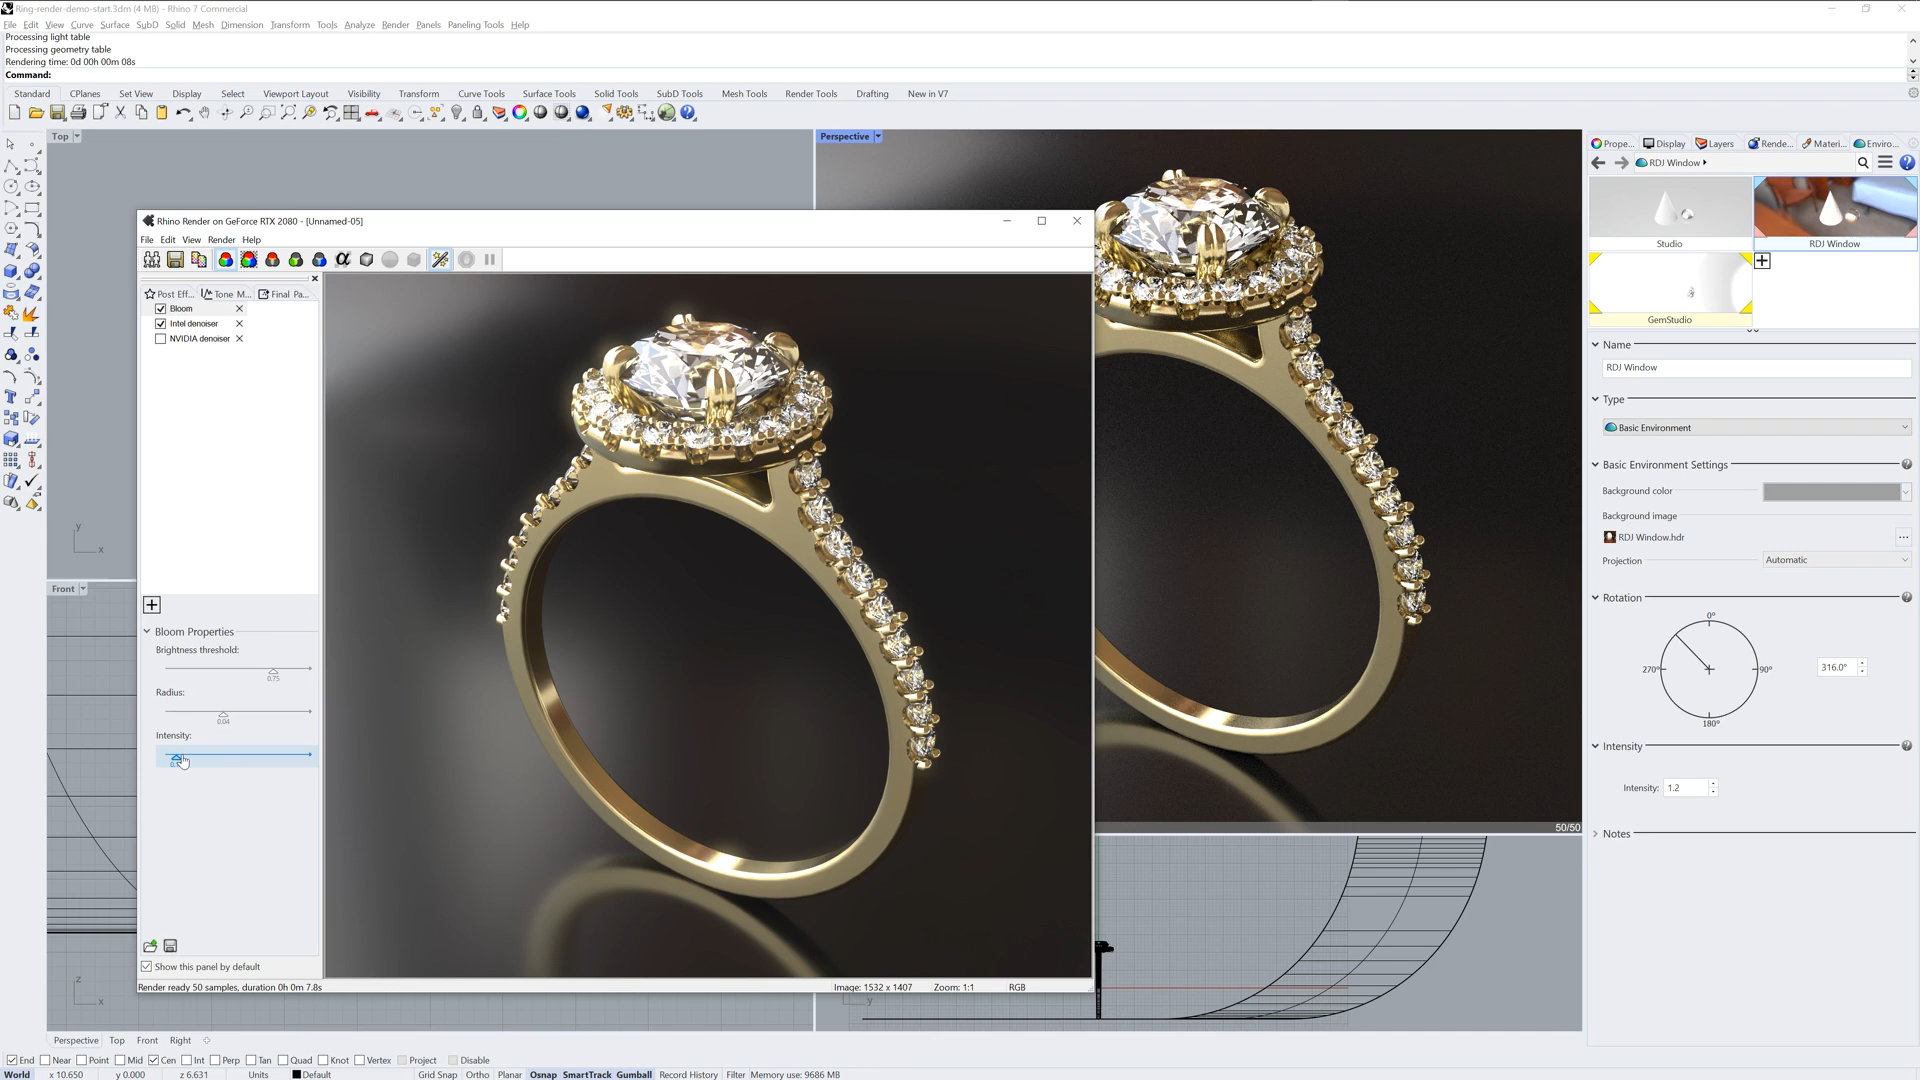 Ring-render-demo-start.3dm (4 MB) - Rhino 7 Commercial
File Edit View Curve Surface SubD Solid Mesh Dimension Transform Tools Analyze Render Panels Paneling Tools Help
Processing light table
Processing geometry table
Rendering time: 0d 00h 00m 08s
Command:
Standard CPlanes Set View Display Select Viewport Layout Visibility Transform Curve Tools Surface Tools Solid Tools SubD Tools Mesh Tools Render Tools Drafting New in V7
Top
Perspective
Prope... Display Layers Rende... Materi... Enviro...
RDJ Window
Studio
RDJ Window
GemStudio
Name
RDJ Window
Type
Basic Environment
Basic Environment Settings
Background color
Background image
RDJ Window.hdr
Projection Automatic
Rotation
0°
270° 90° 316.0°
180°
Intensity
Intensity: 1.2
Notes
Rhino Render on GeForce RTX 2080 - [Unnamed-05]
File Edit View Render Help
Post Eff... Tone M... Final Pa...
Bloom
Intel denoiser
NVIDIA denoiser
Bloom Properties
Brightness threshold:
0.75
Radius:
0.04
Intensity:
Show this panel by default
Render ready 50 samples, duration 0h 0m 7.8s
Image: 1532 x 1407 Zoom: 1:1 RGB
50/50
y
x
Front
z
x
y
Perspective Top Front Right
End Near Point Mid Cen Int Perp Tan Quad Knot Vertex Project Disable
World x 10.650 y 0.000 z 6.631 Units Default Grid Snap Ortho Planar Osnap SmartTrack Gumball Record History Filter Memory use: 9686 MB